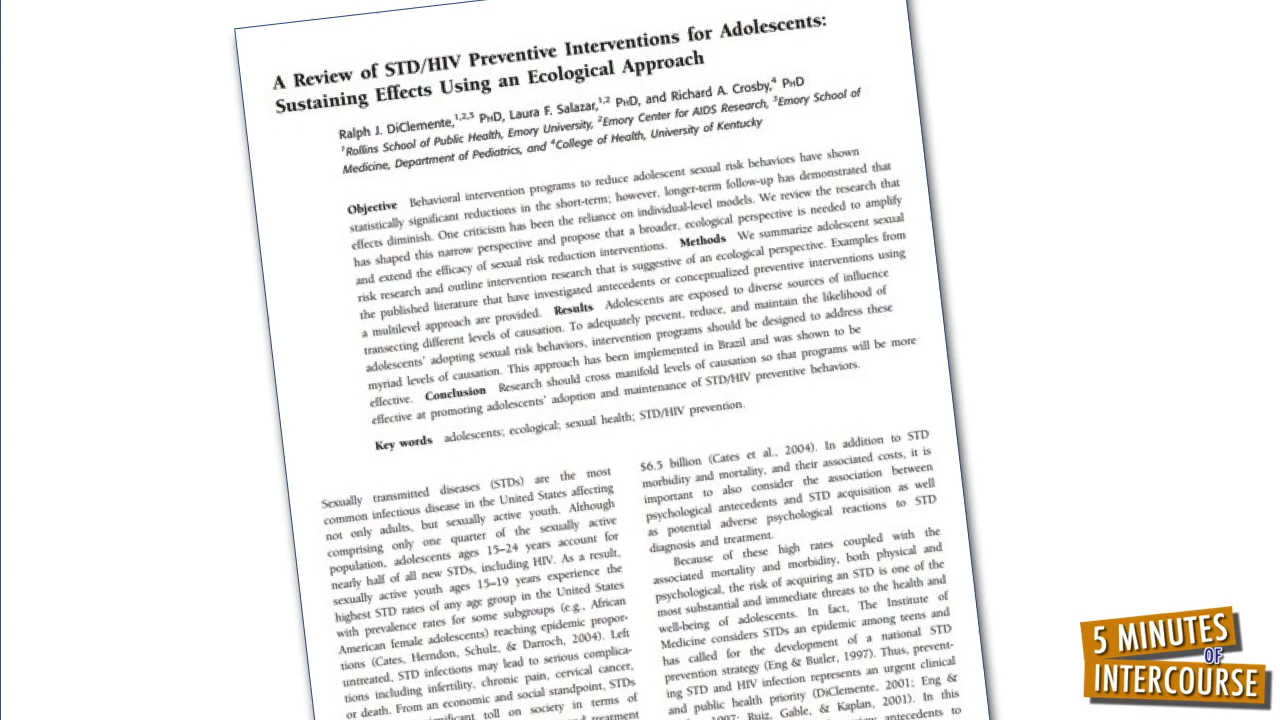 A Review of STD/HIV Preventive Interventions for Adolescents:
Sustaining Effects Using an Ecological Approach
Ralph J. DiClemente,1,2,3 PHD, Laura F. Salazar,1,2 PHD, and Richard A. Crosby,4 PHD
1Rollins School of Public Health, Emory University, 2Emory Center for AIDS Research, 3Emory School of
Medicine, Department of Pediatrics, and 4College of Health, University of Kentucky
Objective Behavioral intervention programs to reduce adolescent sexual risk behaviors have shown
statistically significant reductions in the short-term; however, longer-term follow-up has demonstrated that
effects diminish. One criticism has been the reliance on individual-level models. We review the research that
has shaped this narrow perspective and propose that a broader, ecological perspective is needed to amplify
and extend the efficacy of sexual risk reduction interventions. Methods We summarize adolescent sexual
risk research and outline intervention research that is suggestive of an ecological perspective. Examples from
the published literature that have investigated antecedents or conceptualized preventive interventions using
a multilevel approach are provided. Results Adolescents are exposed to diverse sources of influence
transecting different levels of causation. To adequately prevent, reduce, and maintain the likelihood of
adolescents' adopting sexual risk behaviors, intervention programs should be designed to address these
myriad levels of causation. This approach has been implemented in Brazil and was shown to be
effective. Conclusion Research should cross manifold levels of causation so that programs will be more
effective at promoting adolescents' adoption and maintenance of STD/HIV preventive behaviors.
Key words adolescents; ecological; sexual health; STD/HIV prevention.
Sexually transmitted diseases (STDs) are the most
common infectious disease in the United States affecting
not only adults, but sexually active youth. Although
comprising only one quarter of the sexually active
population, adolescents ages 15–24 years account for
nearly half of all new STDs, including HIV. As a result,
sexually active youth ages 15–19 years experience the
highest STD rates of any age group in the United States
with prevalence rates for some subgroups (e.g., African
American female adolescents) reaching epidemic propor-
tions (Cates, Herndon, Schulz, & Darroch, 2004). Left
untreated, STD infections may lead to serious complica-
tions including infertility, chronic pain, cervical cancer,
or death. From an economic and social standpoint, STDs
toll on society in terms of
treatment
$6.5 billion (Cates et al., 2004). In addition to STD
morbidity and mortality, and their associated costs, it is
important to also consider the association between
psychological antecedents and STD acquisition as well
as potential adverse psychological reactions to STD
diagnosis and treatment.
Because of these high rates coupled with the
associated mortality and morbidity, both physical and
psychological, the risk of acquiring an STD is one of the
most substantial and immediate threats to the health and
well-being of adolescents. In fact, The Institute of
Medicine considers STDs an epidemic among teens and
has called for the development of a national STD
prevention strategy (Eng & Butler, 1997). Thus, prevent-
ing STD and HIV infection represents an urgent clinical
and public health priority (DiClemente, 2001; Eng &
Ruiz, Gable, & Kaplan, 2001). In this
antecedents to
5 MINUTES
OF
INTERCOURSE